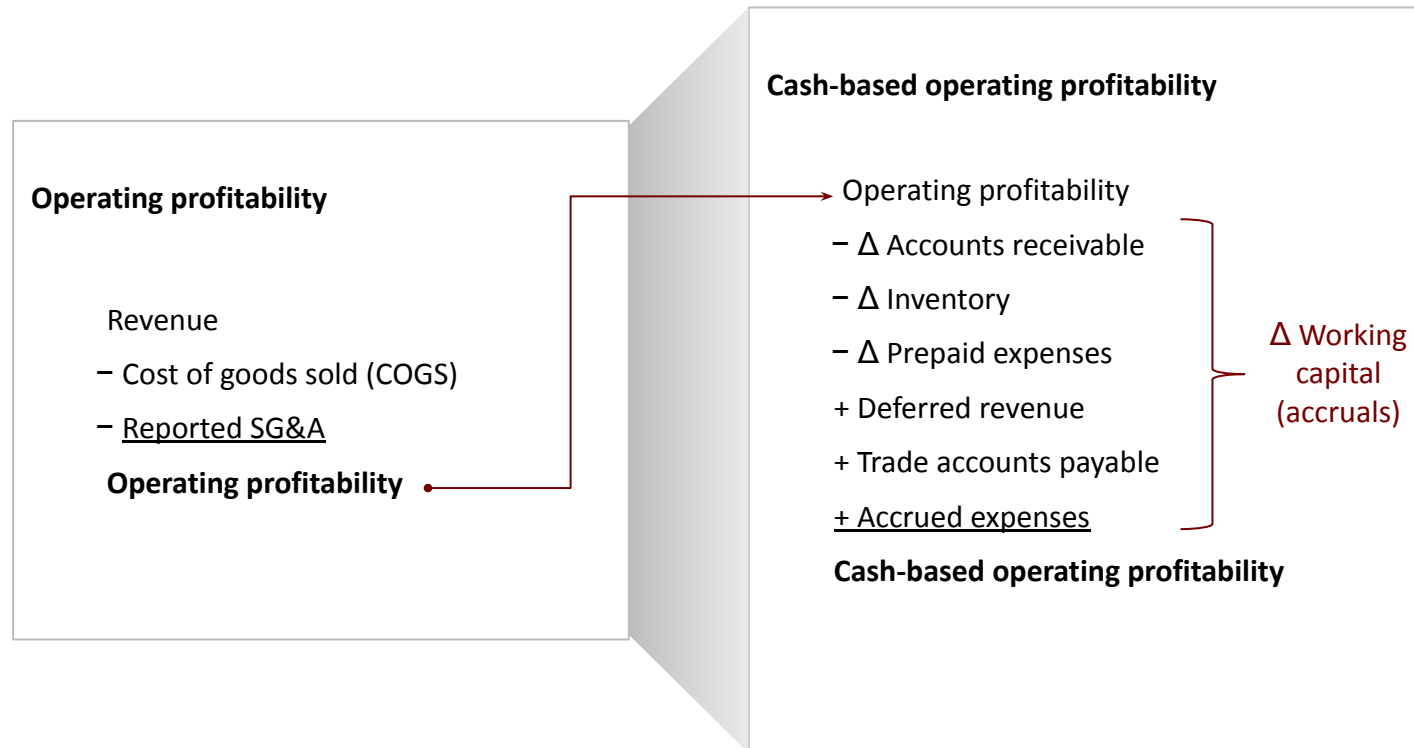 Operating profitability
Revenue
− Cost of goods sold (COGS)
− Reported SG&A
Operating profitability
Cash-based operating profitability
Operating profitability
− Δ Accounts receivable
− Δ Inventory
− Δ Prepaid expenses
+ Deferred revenue
+ Trade accounts payable
+ Accrued expenses
Cash-based operating profitability
Δ Working
capital
(accruals)